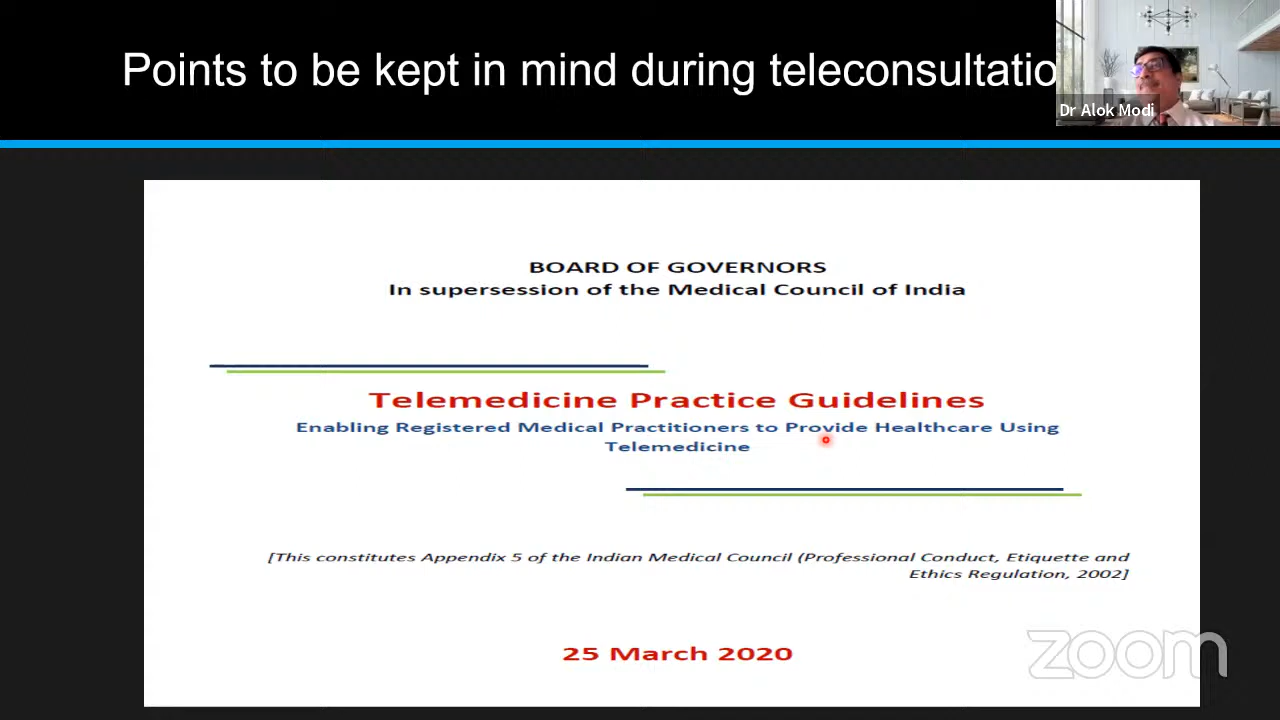 Points to be kept in mind during teleconsultatio
Dr Alok Modi
BOARD OF GOVERNORS
In supersession of the Medical Council of India
Telemedicine Practice Guidelines
Enabling Registered Medical Practitioners to Provide Healthcare Using
Telemedicine
[This constitutes Appendix 5 of the Indian Medical Council (Professional Conduct, Etiquette and
Ethics Regulation, 2002]
25 March 2020
zoom